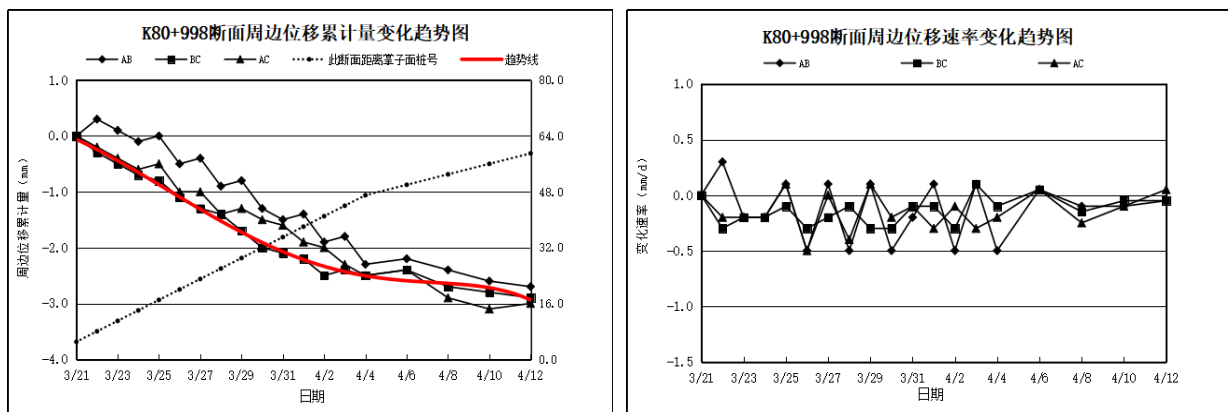 K80+998断面周边位移累计量变化趋势图
AB BC AC 此断面距离掌子面桩号 趋势线
1.0 80.0
0.0 64.0
-1.0 48.0
-2.0 32.0
-3.0 16.0
-4.0 0.0
周边位移累计量（mm）
3/21 3/23 3/25 3/27 3/29 3/31 4/2 4/4 4/6 4/8 4/10 4/12
日期
K80+998断面周边位移速率变化趋势图
AB BC AC
1.0
0.5
0.0
-0.5
-1.0
-1.5
变化速率（mm/d）
3/21 3/23 3/25 3/27 3/29 3/31 4/2 4/4 4/6 4/8 4/10 4/12
日期